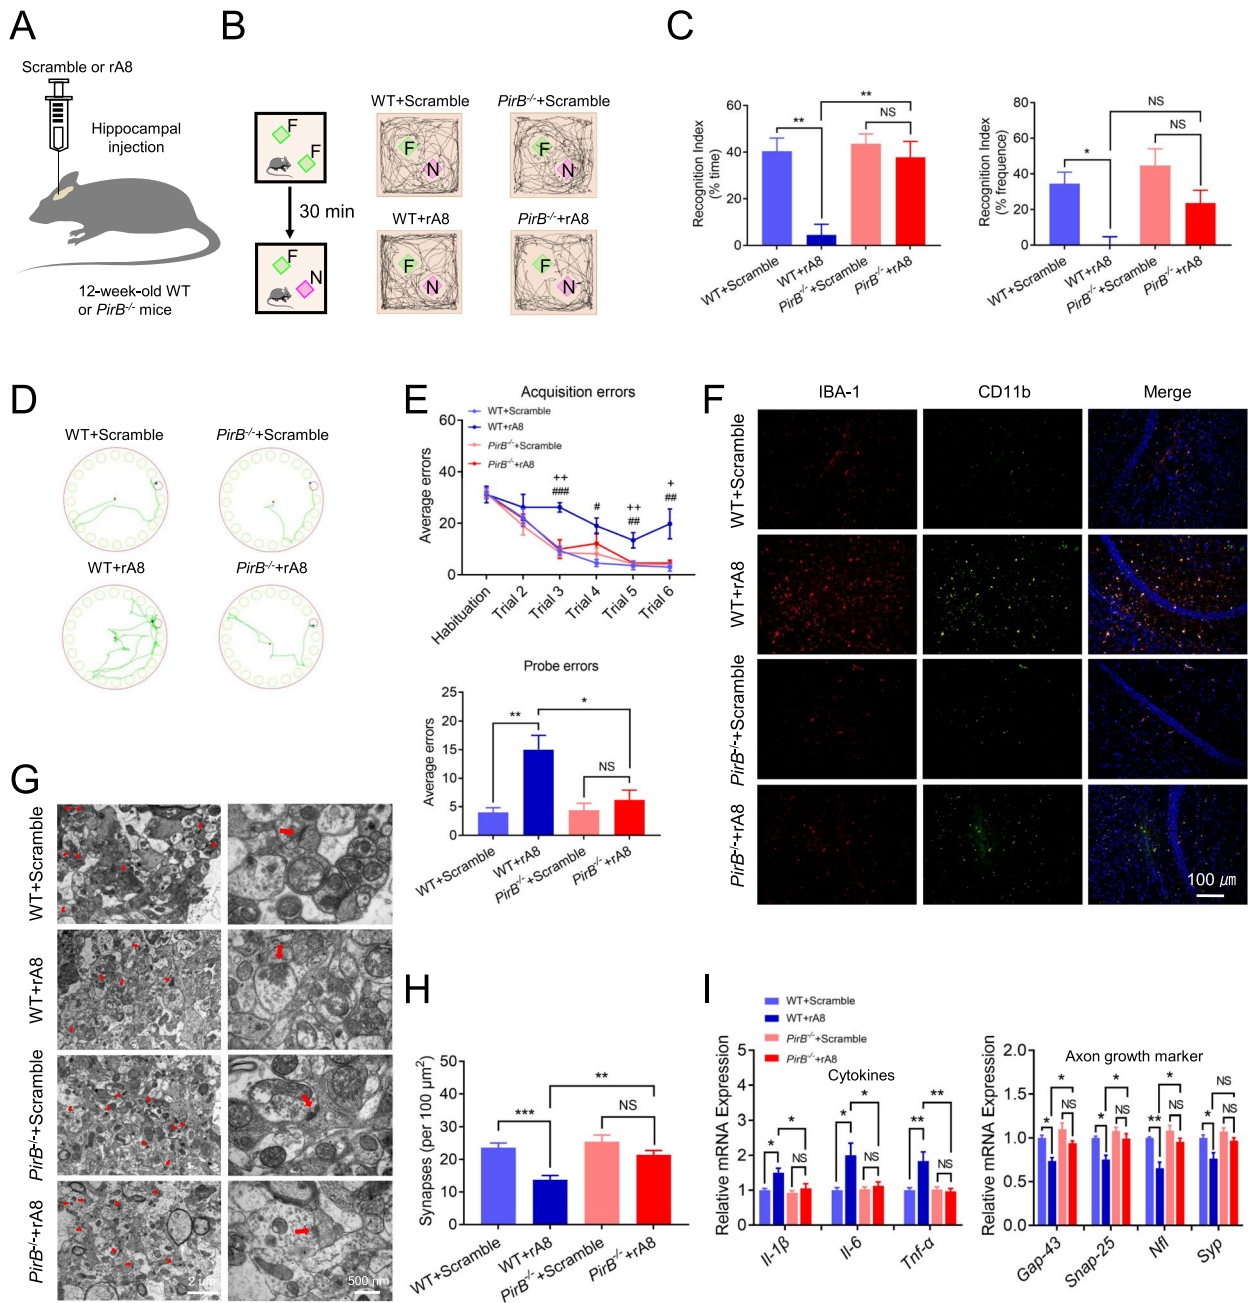 A
Scramble or rA8
Hippocampal
injection
12-week-old WT
or PirB-/- mice
B
F
F
30 min
F
N
WT+Scramble
F
N
PirB-/-+Scramble
F
N
WT+rA8
F
N
PirB-/-+rA8
F
N
C
Recognition Index
(% time)
60
40
20
0
**
**
NS
WT+Scramble
WT+rA8
PirB-/-+Scramble
PirB-/-+rA8
Recognition Index
(% frequence)
80
60
40
20
0
*
NS
NS
WT+Scramble
WT+rA8
PirB-/-+Scramble
PirB-/-+rA8
D
WT+Scramble
PirB-/-+Scramble
WT+rA8
PirB-/-+rA8
E
Acquisition errors
WT+Scramble
WT+rA8
PirB-/-+Scramble
PirB-/-+rA8
Average errors
60
40
20
0
++
###
#
++
##
+
##
Habituation
Trial 2
Trial 3
Trial 4
Trial 5
Trial 6
Probe errors
Average errors
25
20
15
10
5
0
**
*
NS
WT+Scramble
WT+rA8
PirB-/-+Scramble
PirB-/-+rA8
F
IBA-1
CD11b
Merge
WT+Scramble
WT+rA8
PirB-/-+Scramble
PirB-/-+rA8
100 µm
G
WT+Scramble
WT+rA8
PirB-/-+Scramble
PirB-/-+rA8
2 µm
500 nm
H
Synapses (per 100 µm²)
50
40
30
20
10
0
***
**
NS
WT+Scramble
WT+rA8
PirB-/-+Scramble
PirB-/-+rA8
I
WT+Scramble
WT+rA8
PirB-/-+Scramble
PirB-/-+rA8
Cytokines
Relative mRNA Expression
5
4
3
2
1
0
*
*
NS
*
*
NS
**
**
NS
Il-1β
Il-6
Tnf-α
Axon growth marker
Relative mRNA Expression
2.0
1.5
1.0
0.5
0.0
*
*
NS
*
*
NS
**
*
NS
*
NS
NS
Gap-43
Snap-25
Nfl
Syp